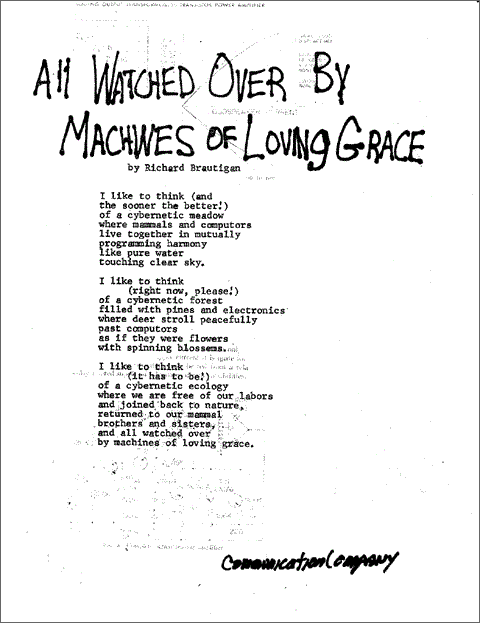 TRANSISTOR POWER AMPLIFIER
All WATCHED OVER BY
MACHINES OF LOVINg GRACE
by Richard Brautigan
I like to think (and
the sooner the better!)
of a cybernetic meadow
where mammals and computors
live together in mutually
programming harmony
like pure water
touching clear sky.
I like to think
(right now, please!)
of a cybernetic forest
filled with pines and electronics
where deer stroll peacefully
past computors
as if they were flowers
with spinning blossems.
I like to think
(it has to be!)
of a cybernetic ecology
where we are free of our labors
and joined back to nature,
returned to our mammal
brothers and sisters,
and all watched over
by machines of loving grace.
Communication Company